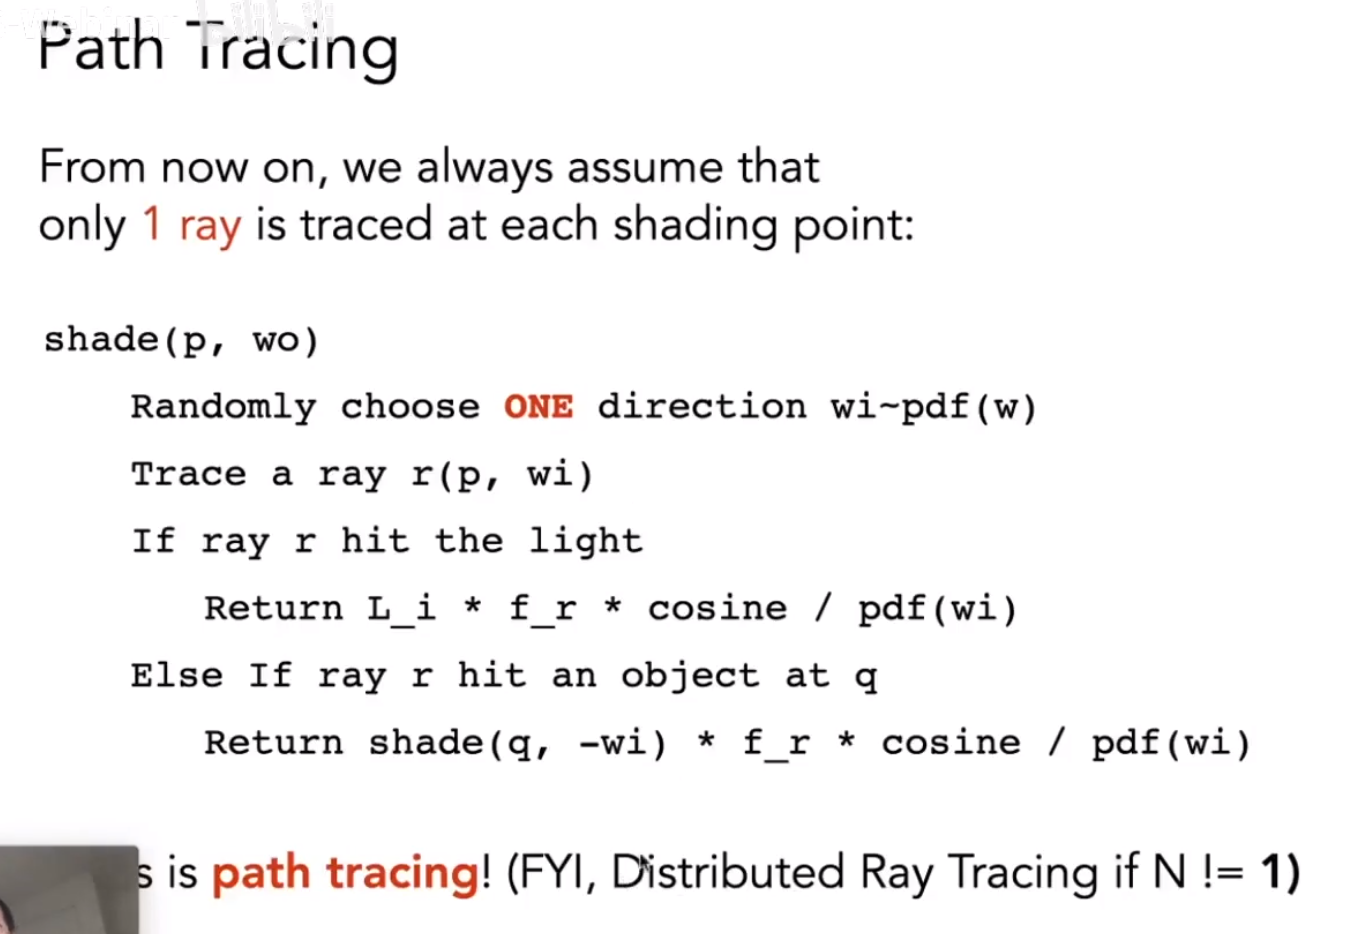 Path Tracing
From now on, we always assume that
only 1 ray is traced at each shading point:
shade(p, wo)
Randomly choose ONE direction wi~pdf(w)
Trace a ray r(p, wi)
If ray r hit the light
Return L_i * f_r * cosine / pdf(wi)
Else If ray r hit an object at q
Return shade(q, -wi) * f_r * cosine / pdf(wi)
s is path tracing! (FYI, Distributed Ray Tracing if N != 1)